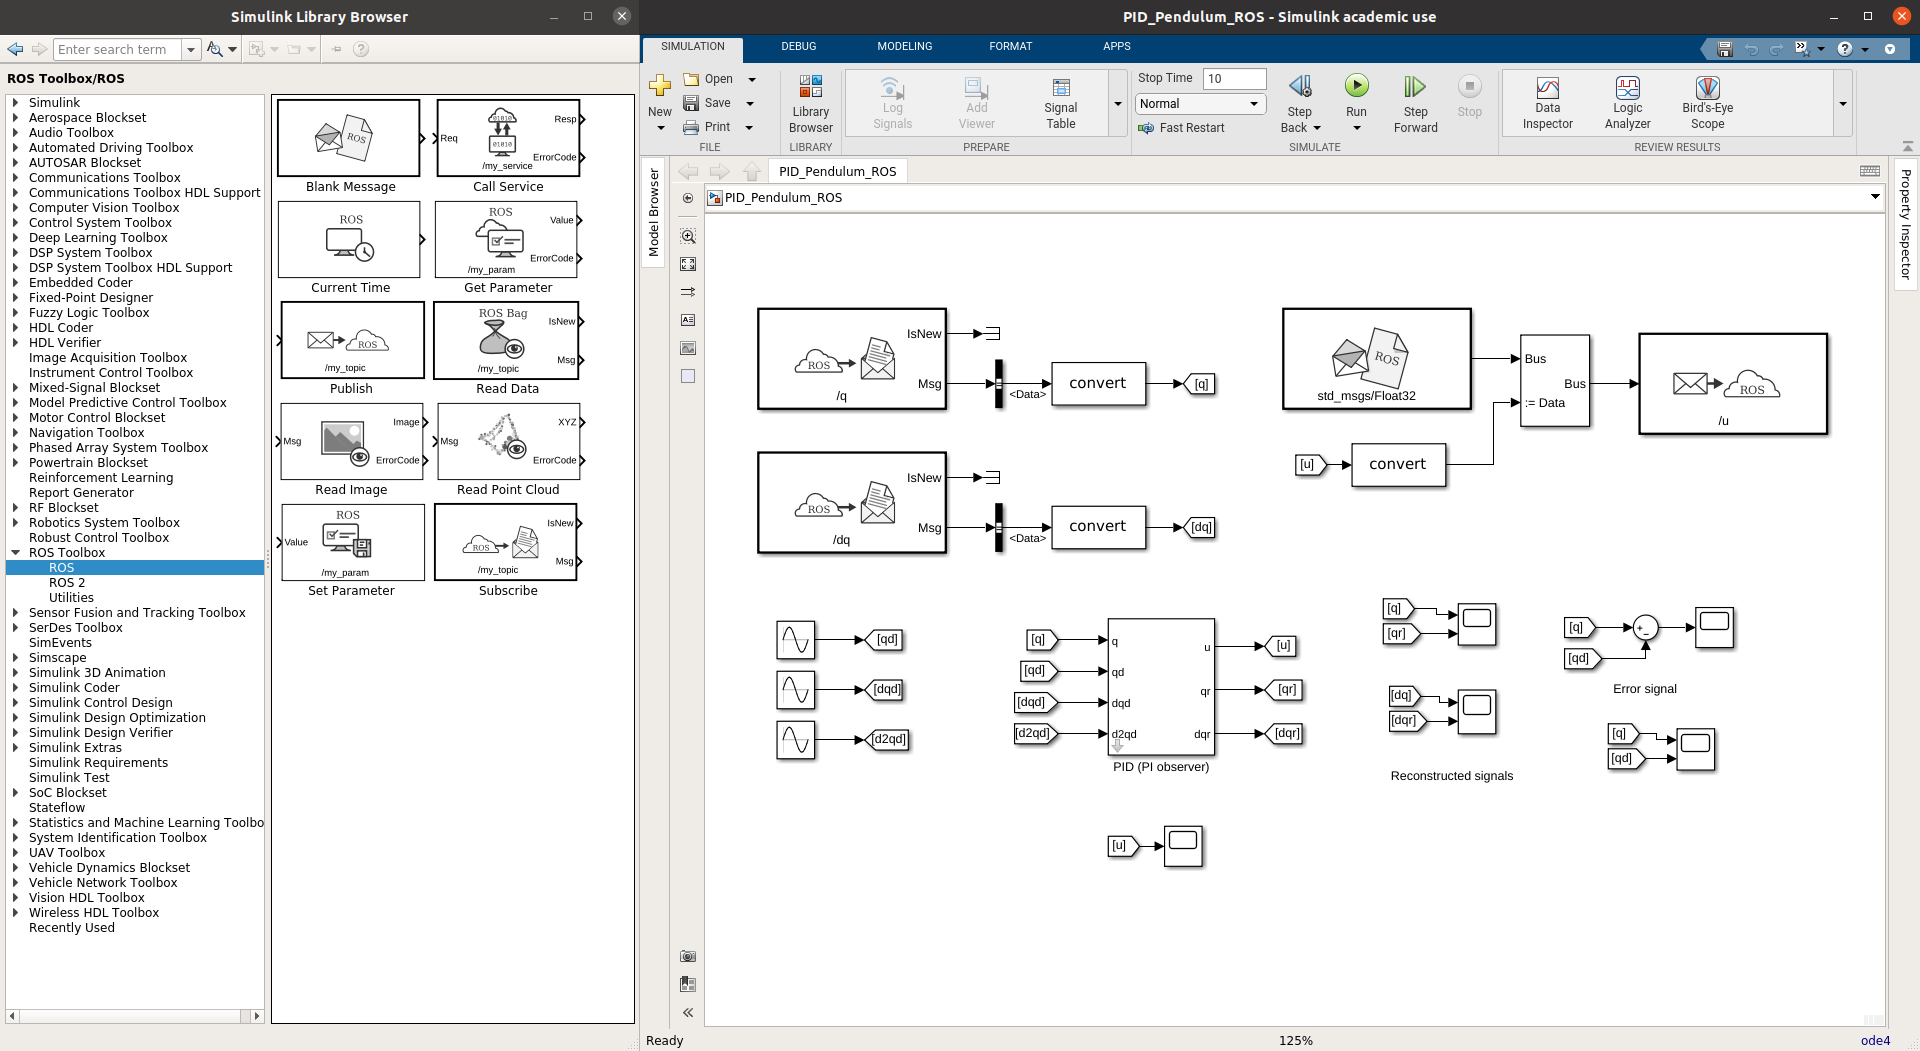 Simulink Library Browser
Enter search term
ROS Toolbox/ROS
Simulink
Aerospace Blockset
Audio Toolbox
Automated Driving Toolbox
AUTOSAR Blockset
Communications Toolbox
Communications Toolbox HDL Support
Computer Vision Toolbox
Control System Toolbox
Deep Learning Toolbox
DSP System Toolbox
DSP System Toolbox HDL Support
Embedded Coder
Fixed-Point Designer
Fuzzy Logic Toolbox
HDL Coder
HDL Verifier
Image Acquisition Toolbox
Instrument Control Toolbox
Mixed-Signal Blockset
Model Predictive Control Toolbox
Motor Control Blockset
Navigation Toolbox
Phased Array System Toolbox
Powertrain Blockset
Reinforcement Learning
Report Generator
RF Blockset
Robotics System Toolbox
Robust Control Toolbox
ROS Toolbox
ROS
ROS 2
Utilities
Sensor Fusion and Tracking Toolbox
SerDes Toolbox
SimEvents
Simscape
Simulink 3D Animation
Simulink Coder
Simulink Control Design
Simulink Design Optimization
Simulink Design Verifier
Simulink Extras
Simulink Requirements
Simulink Test
SoC Blockset
Stateflow
Statistics and Machine Learning Toolbo
System Identification Toolbox
UAV Toolbox
Vehicle Dynamics Blockset
Vehicle Network Toolbox
Vision HDL Toolbox
Wireless HDL Toolbox
Recently Used
ROS
Blank Message
Req
01010
01010
/my_service
Resp
ErrorCode
Call Service
ROS
Current Time
ROS
/my_param
Value
ErrorCode
Get Parameter
ROS
/my_topic
Publish
ROS Bag
/my_topic
IsNew
Msg
Read Data
Msg
Image
ErrorCode
Read Image
Msg
XYZ
ErrorCode
Read Point Cloud
Value
ROS
/my_param
Set Parameter
ROS
/my_topic
IsNew
Msg
Subscribe
PID_Pendulum_ROS - Simulink academic use
SIMULATION
DEBUG
MODELING
FORMAT
APPS
New
Open
Save
Print
FILE
Library
Browser
LIBRARY
Log
Signals
Add
Viewer
Signal
Table
PREPARE
Stop Time
10
Normal
Fast Restart
Step
Back
Run
Step
Forward
Stop
SIMULATE
Data
Inspector
Logic
Analyzer
Bird's-Eye
Scope
REVIEW RESULTS
Model Browser
PID_Pendulum_ROS
PID_Pendulum_ROS
Property Inspector
ROS
/q
IsNew
Msg
<Data>
convert
[q]
ROS
/dq
IsNew
Msg
<Data>
convert
[dq]
ROS
std_msgs/Float32
[u]
convert
Bus
:= Data
Bus
ROS
/u
[qd]
[dqd]
[d2qd]
[q]
[qd]
[dqd]
[d2qd]
q
qd
dqd
d2qd
u
qr
dqr
PID (PI observer)
[u]
[qr]
[dqr]
[q]
[qr]
[dq]
[dqr]
Reconstructed signals
[q]
[qd]
Error signal
[q]
[qd]
[u]
Ready
125%
ode4